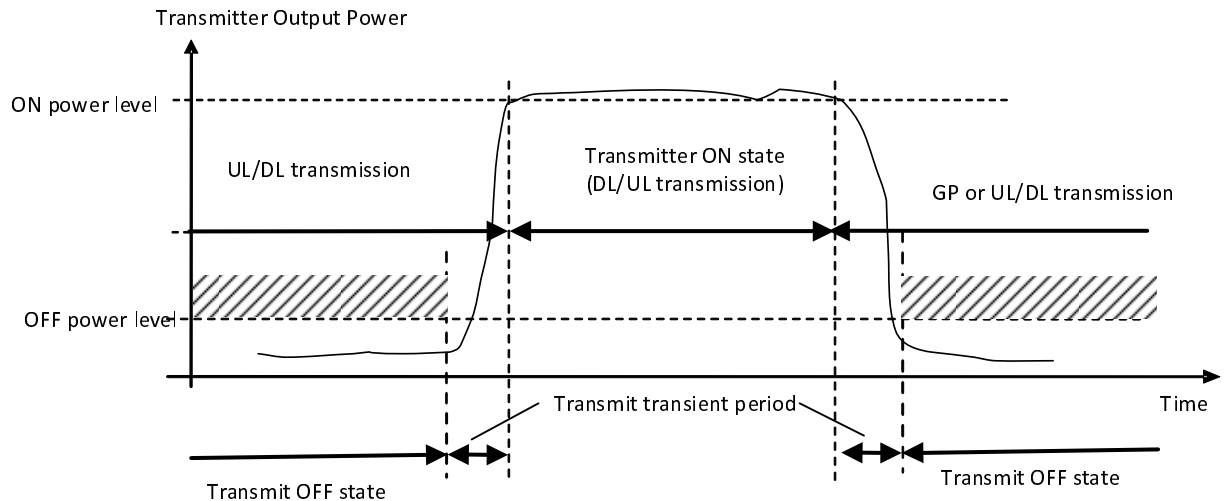 Transmitter Output Power
ON power level
UL/DL transmission
Transmitter ON state
(DL/UL transmission)
GP or UL/DL transmission
OFF power level
Transmit transient period
Time
Transmit OFF state
Transmit OFF state